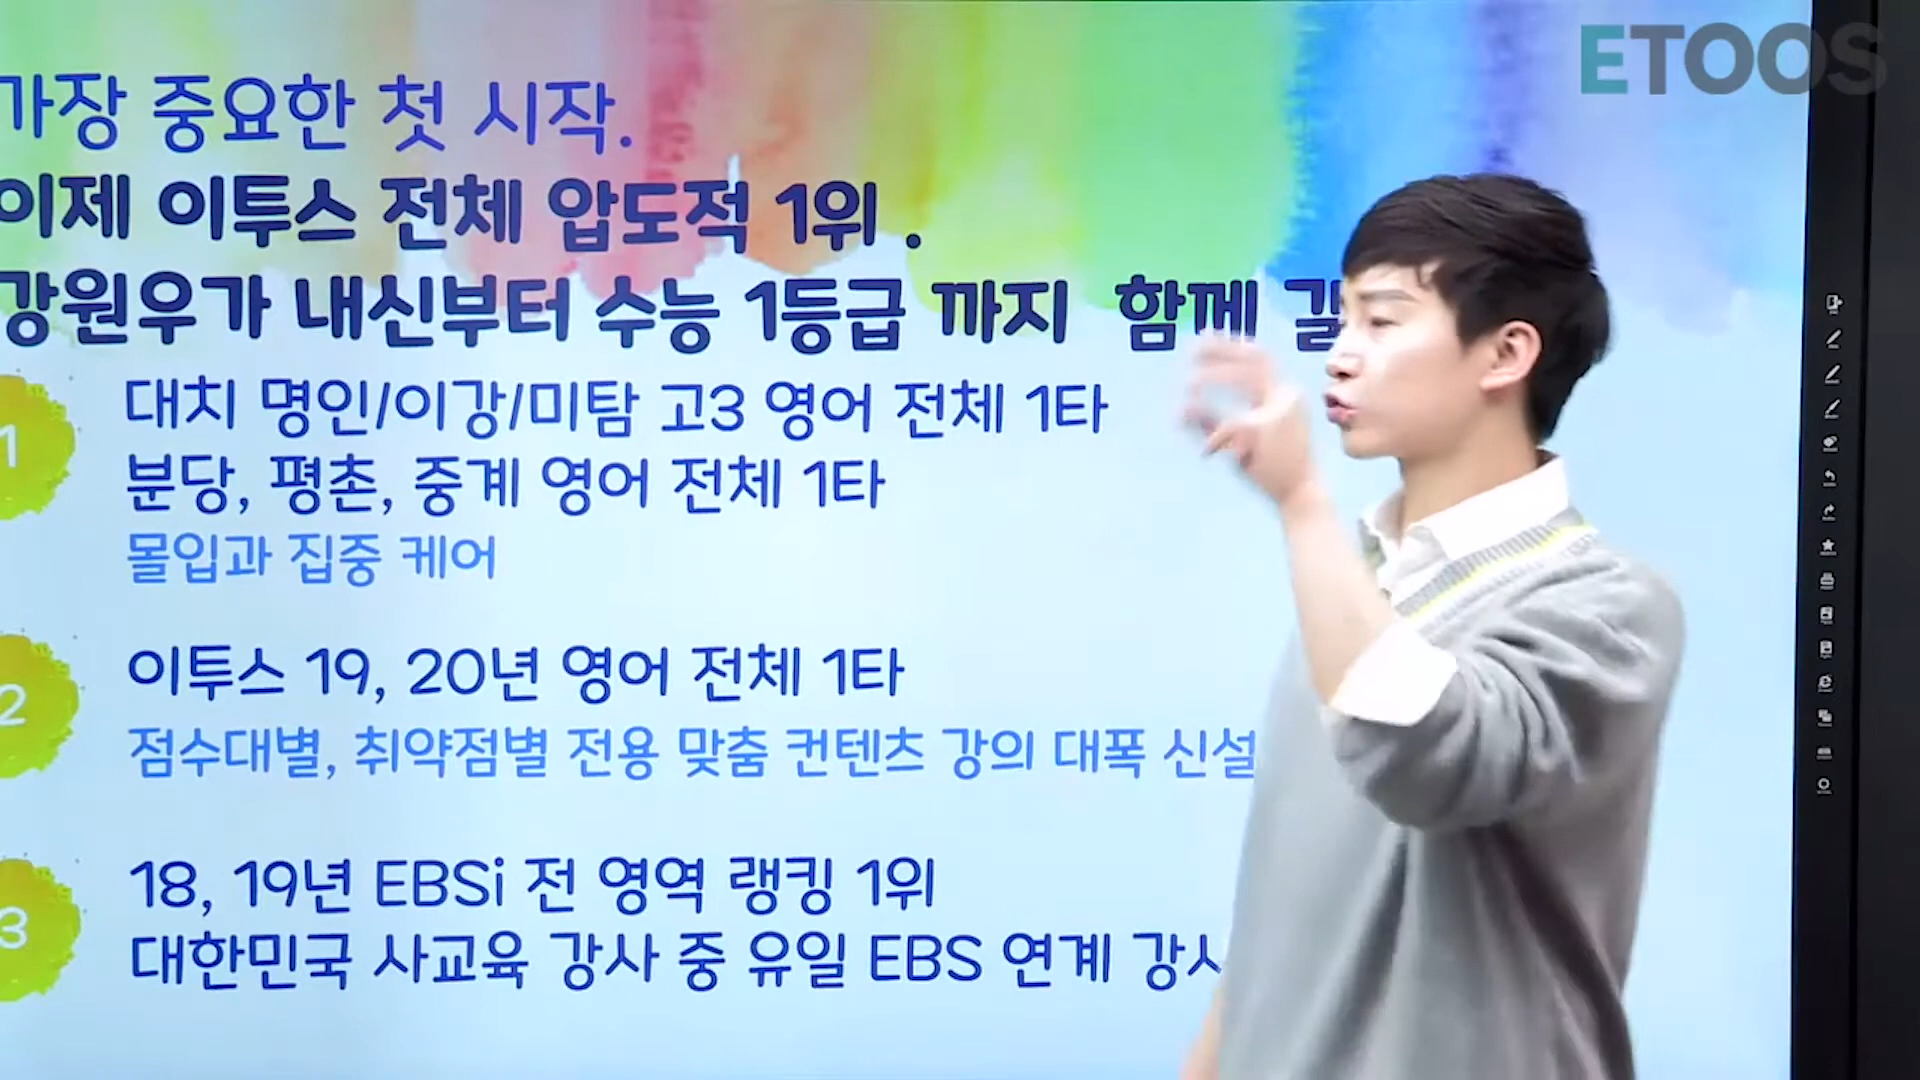 ETOOS
가장 중요한 첫 시작.
이제 이투스 전체 압도적 1위 .
강원우가 내신부터 수능 1등급 까지 함께
1
대치 명인/이강/미탐 고3 영어 전체 1타
분당, 평촌, 중계 영어 전체 1타
몰입과 집중 케어
2
이투스 19, 20년 영어 전체 1타
점수대별, 취약점별 전용 맞춤 컨텐츠 강의 대폭 신설
3
18, 19년 EBSi 전 영역 랭킹 1위
대한민국 사교육 강사 중 유일 EBS 연계